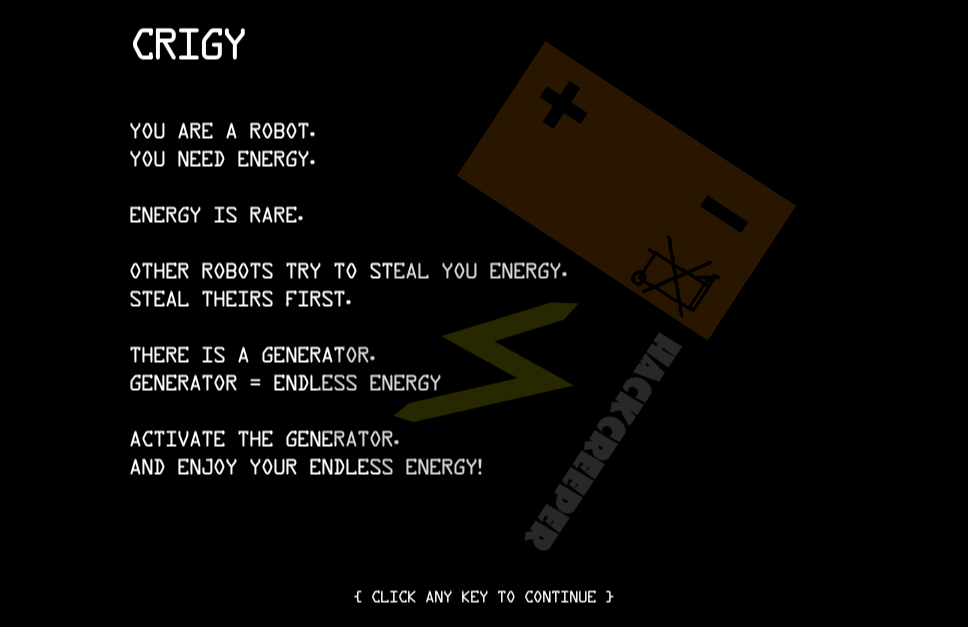 CRIGY
YOU ARE A ROBOT.
YOU NEED ENERGY.
ENERGY IS RARE.
OTHER ROBOTS TRY TO STEAL YOU ENERGY.
STEAL THEIRS FIRST.
THERE IS A GENERATOR.
GENERATOR = ENDLESS ENERGY
ACTIVATE THE GENERATOR.
AND ENJOY YOUR ENDLESS ENERGY!
HACKCREEPER
{ CLICK ANY KEY TO CONTINUE }